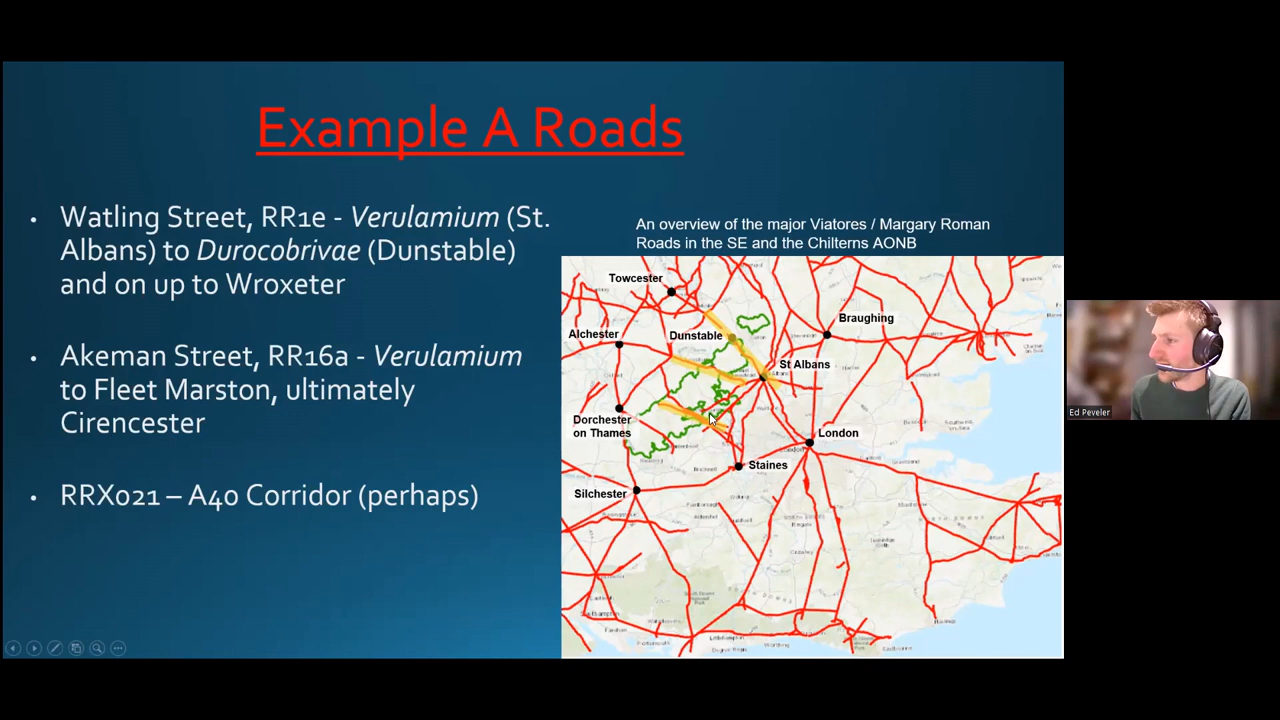 Example A Roads
• Watling Street, RR1e - Verulamium (St.
Albans) to Durocobrivae (Dunstable)
and on up to Wroxeter
• Akeman Street, RR16a - Verulamium
to Fleet Marston, ultimately
Cirencester
• RRX021 – A40 Corridor (perhaps)
An overview of the major Viatores / Margary Roman
Roads in the SE and the Chilterns AONB
Towcester
Braughing
Alchester
Dunstable
St Albans
Dorchester
on Thames
London
Staines
Silchester
Ed Peveler